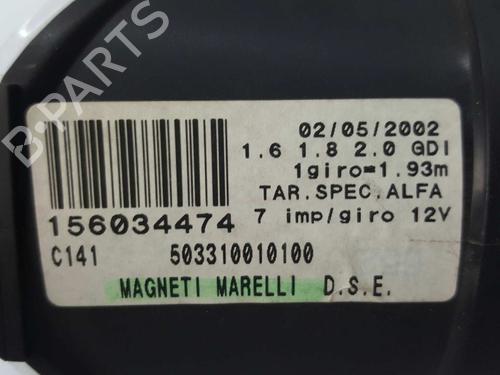 B-PARTS
02/05/2002
1.6 1.8 2.0 GDI
1giro=1.93m
TAR.SPEC.ALFA
156034474 7 imp/giro 12V
C141 503310010100
MAGNETI MARELLI D.S.E.